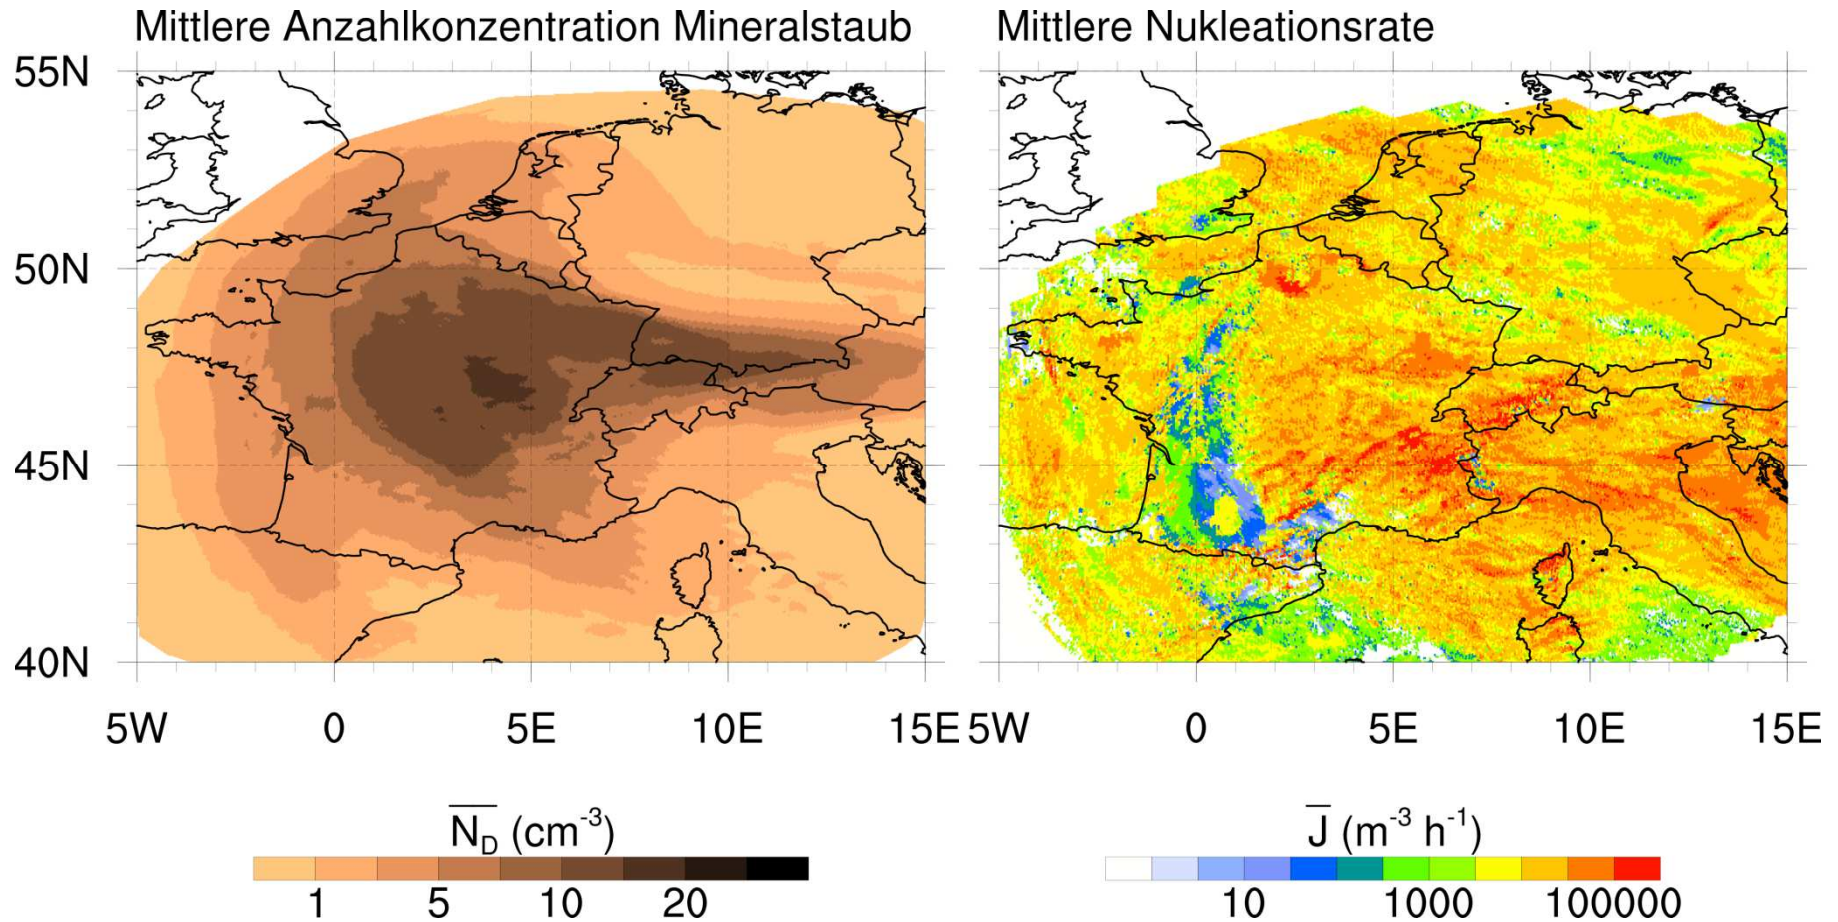 Mittlere Anzahlkonzentration Mineralstaub
55N
50N
45N
40N
5W 0 5E 10E 15E
N̅_D̅ (cm⁻³)
1 5 10 20
Mittlere Nukleationsrate
5W 0 5E 10E 15E
J̅ (m⁻³ h⁻¹)
10 1000 100000